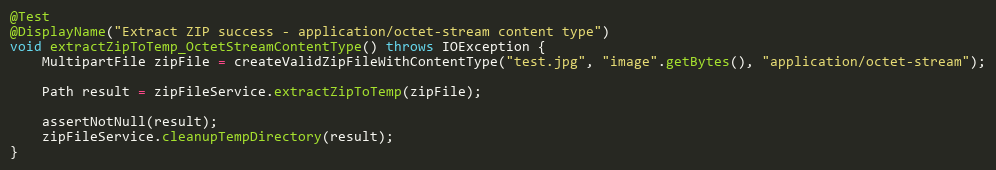 @Test
@DisplayName("Extract ZIP success - application/octet-stream content type")
void extractZipToTemp_OctetStreamContentType() throws IOException {
    MultipartFile zipFile = createValidZipFileWithContentType("test.jpg", "image".getBytes(), "application/octet-stream");

    Path result = zipFileService.extractZipToTemp(zipFile);

    assertNotNull(result);
    zipFileService.cleanupTempDirectory(result);
}